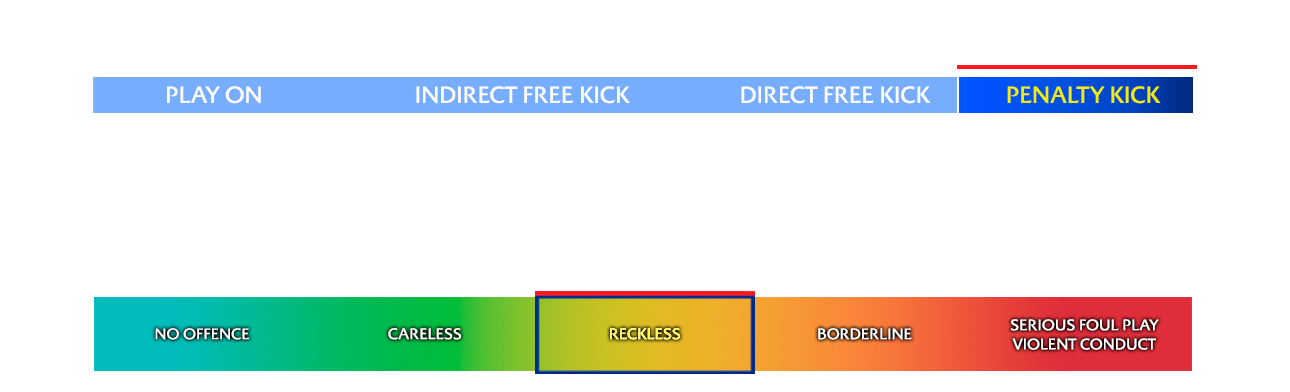 PLAY ON INDIRECT FREE KICK DIRECT FREE KICK PENALTY KICK
NO OFFENCE CARELESS RECKLESS BORDERLINE SERIOUS FOUL PLAY
VIOLENT CONDUCT